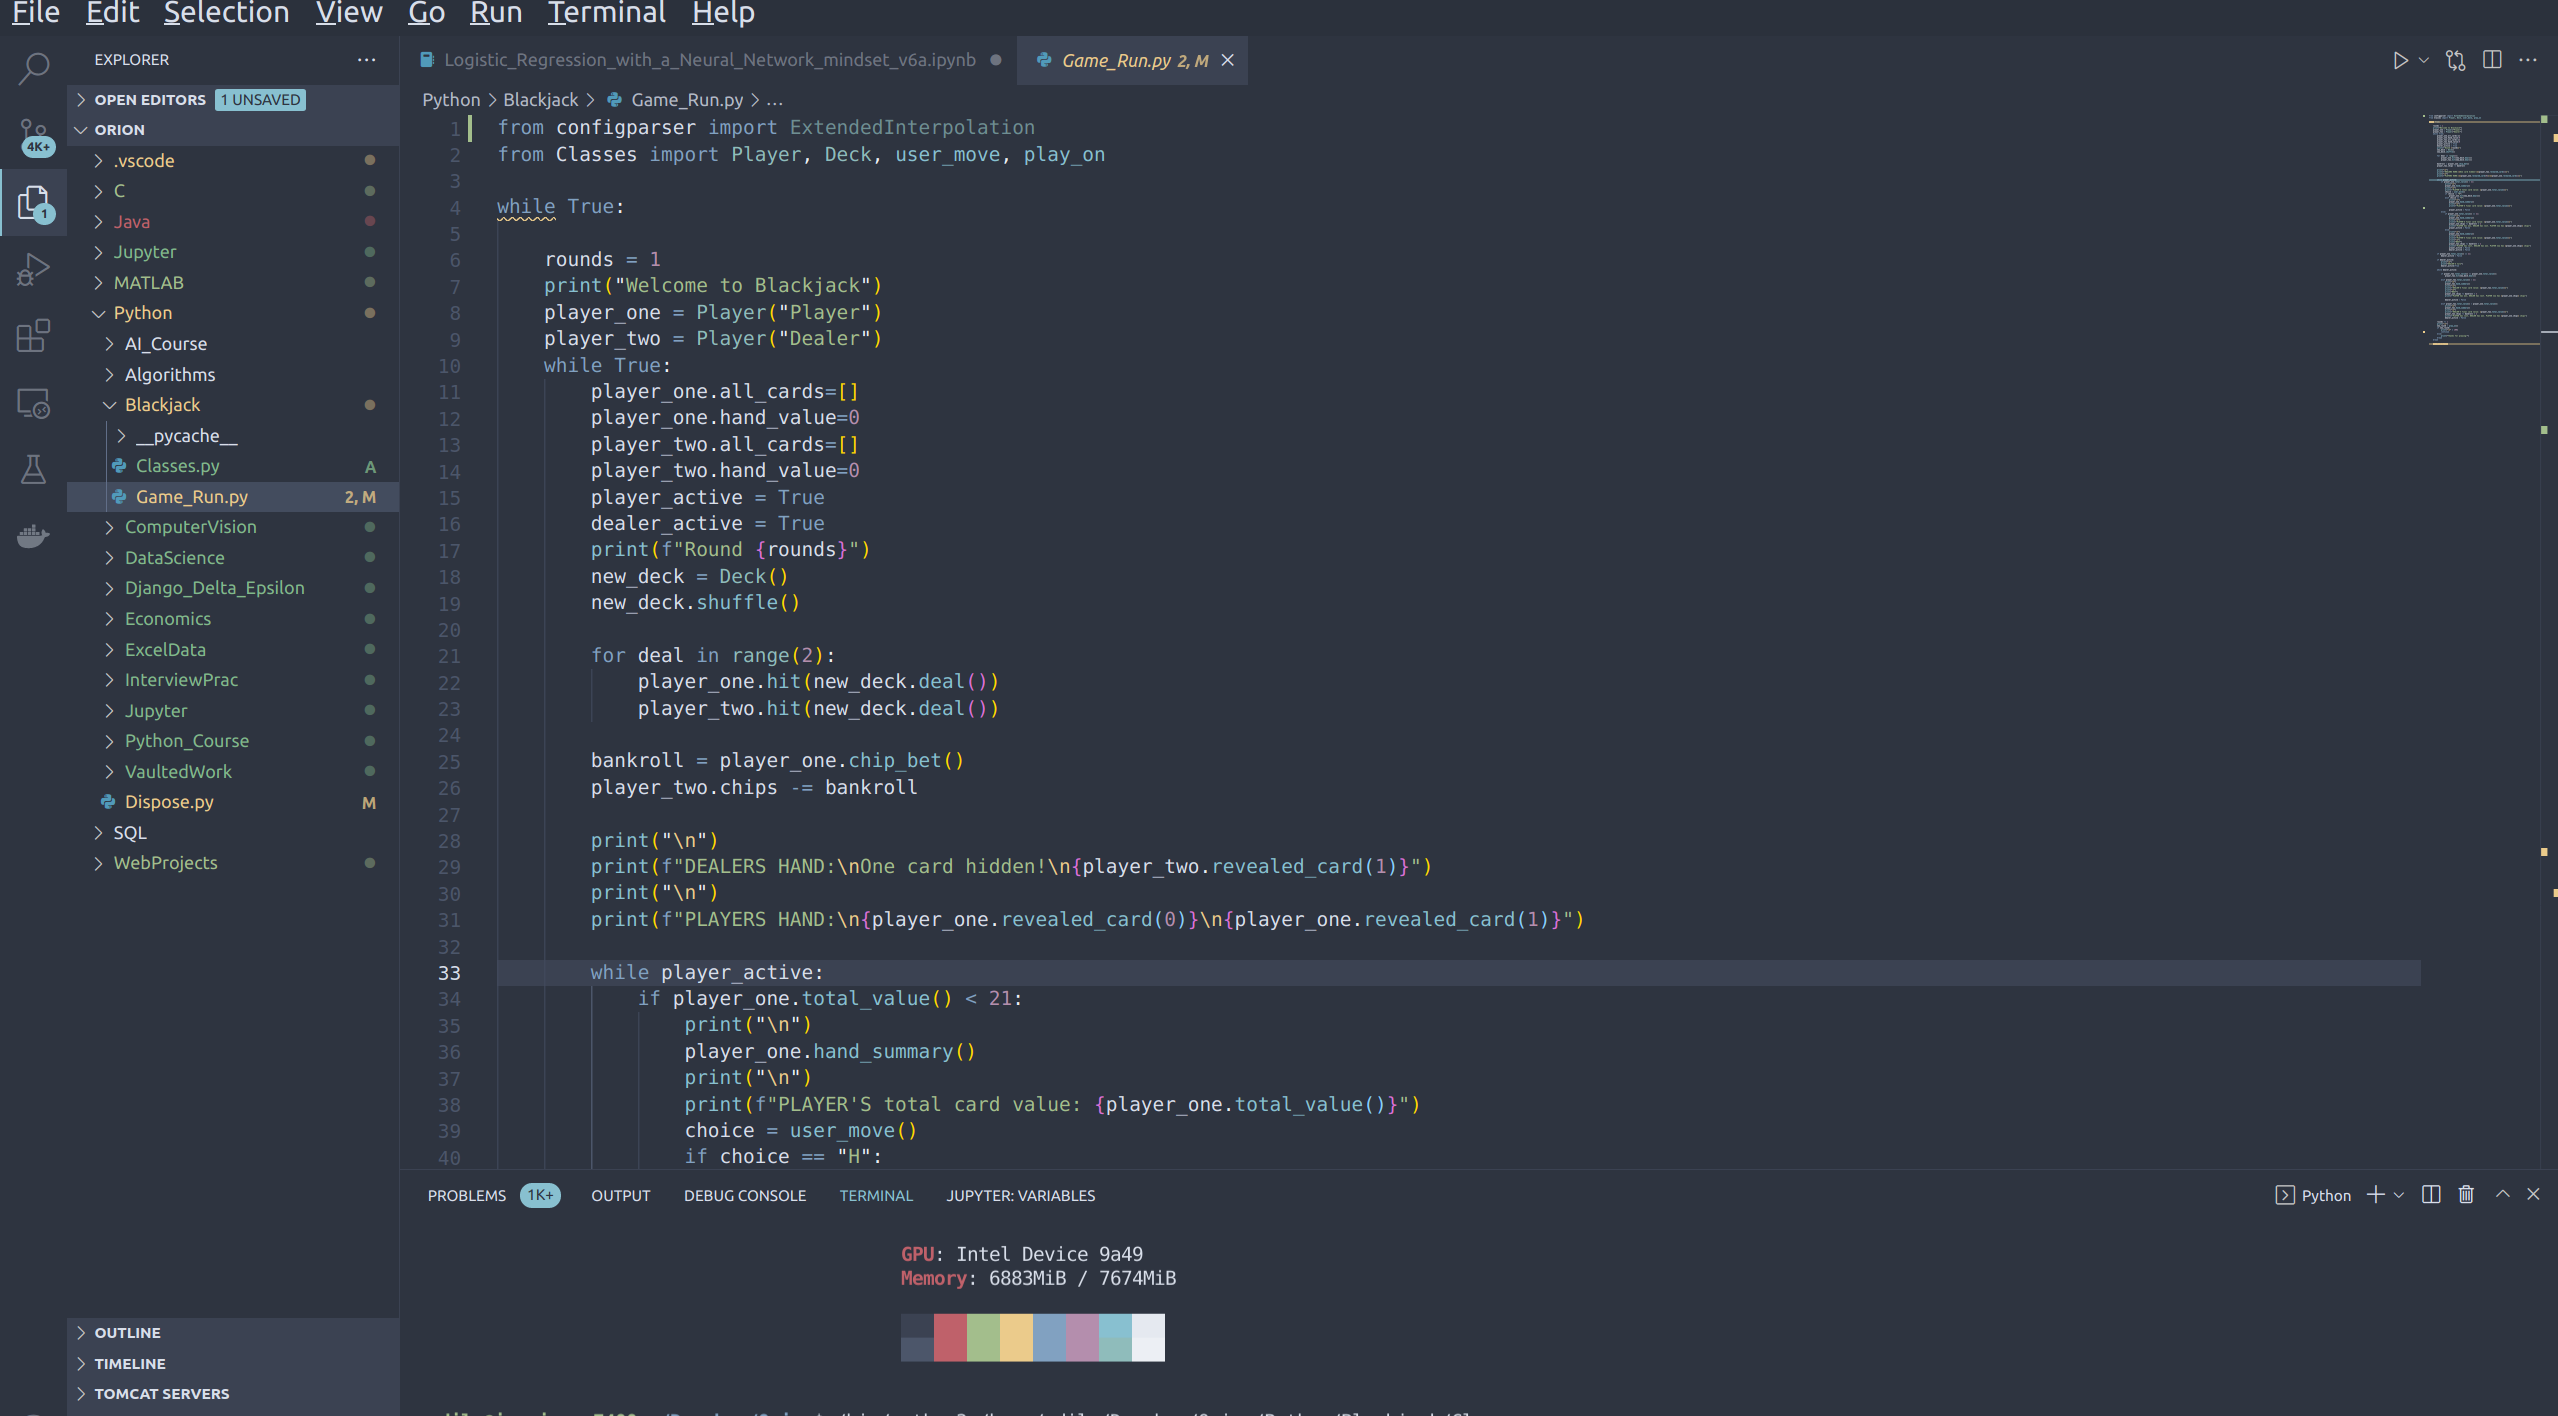 File Edit Selection View Go Run Terminal Help
EXPLORER
OPEN EDITORS 1 UNSAVED
ORION
.vscode
C
Java
Jupyter
MATLAB
Python
AI_Course
Algorithms
Blackjack
__pycache__
Classes.py A
Game_Run.py 2, M
ComputerVision
DataScience
Django_Delta_Epsilon
Economics
ExcelData
InterviewPrac
Jupyter
Python_Course
VaultedWork
Dispose.py M
SQL
WebProjects
OUTLINE
TIMELINE
TOMCAT SERVERS
4K+
1
Logistic_Regression_with_a_Neural_Network_mindset_v6a.ipynb Game_Run.py 2, M
Python > Blackjack > Game_Run.py > ...
1 from configparser import ExtendedInterpolation
2 from Classes import Player, Deck, user_move, play_on
3
4 while True:
5
6 rounds = 1
7 print("Welcome to Blackjack")
8 player_one = Player("Player")
9 player_two = Player("Dealer")
10 while True:
11 player_one.all_cards=[]
12 player_one.hand_value=0
13 player_two.all_cards=[]
14 player_two.hand_value=0
15 player_active = True
16 dealer_active = True
17 print(f"Round {rounds}")
18 new_deck = Deck()
19 new_deck.shuffle()
20
21 for deal in range(2):
22 player_one.hit(new_deck.deal())
23 player_two.hit(new_deck.deal())
24
25 bankroll = player_one.chip_bet()
26 player_two.chips -= bankroll
27
28 print("\n")
29 print(f"DEALERS HAND:\nOne card hidden!\n{player_two.revealed_card(1)}")
30 print("\n")
31 print(f"PLAYERS HAND:\n{player_one.revealed_card(0)}\n{player_one.revealed_card(1)}")
32
33 while player_active:
34 if player_one.total_value() < 21:
35 print("\n")
36 player_one.hand_summary()
37 print("\n")
38 print(f"PLAYER'S total card value: {player_one.total_value()}")
39 choice = user_move()
40 if choice == "H":
PROBLEMS 1K+ OUTPUT DEBUG CONSOLE TERMINAL JUPYTER: VARIABLES Python
GPU: Intel Device 9a49
Memory: 6883MiB / 7674MiB